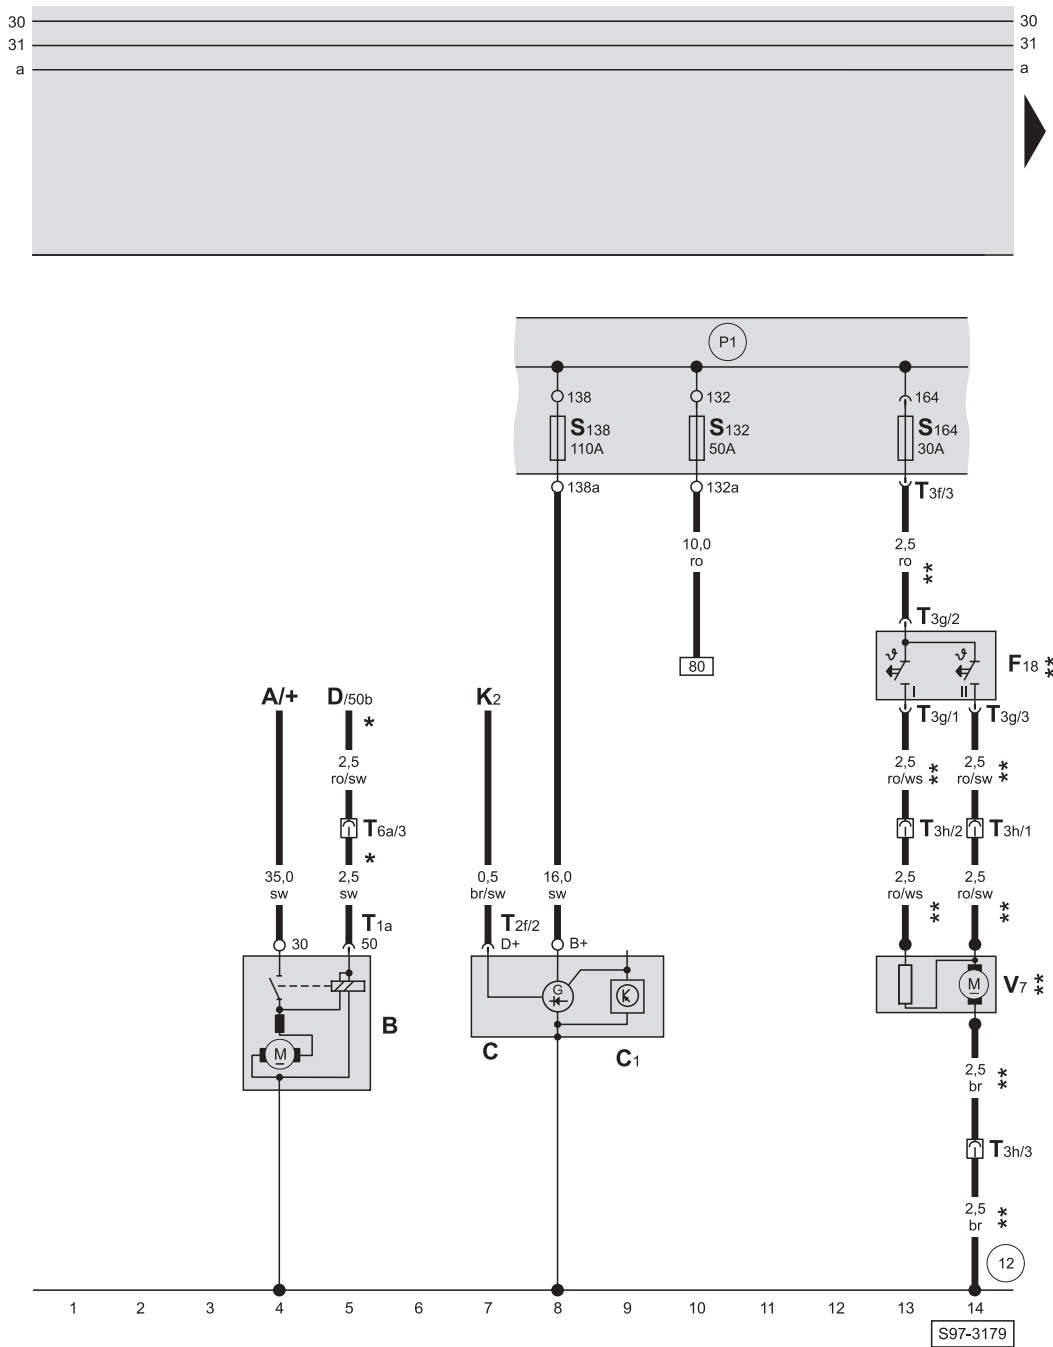 30 30
31 31
a a
P1
138 132 164
S138 S132 S164
110A 50A 30A
138a 132a T3f/3
10,0 2,5
ro ro **
T3g/2
80 F18 **
I II
A/+ D/50b K2 T3g/1 T3g/3
*
2,5 2,5 2,5
ro/sw ro/ws ** ro/sw **
T6a/3 T3h/2 T3h/1
*
35,0 2,5 0,5 16,0 2,5 2,5
sw sw br/sw sw ro/ws ro/sw
** **
T1a T2f/2
30 50 D+ B+
G K M V7 **
B
M C C1
2,5
br **
T3h/3
2,5
br **
12
1 2 3 4 5 6 7 8 9 10 11 12 13 14
S97-3179